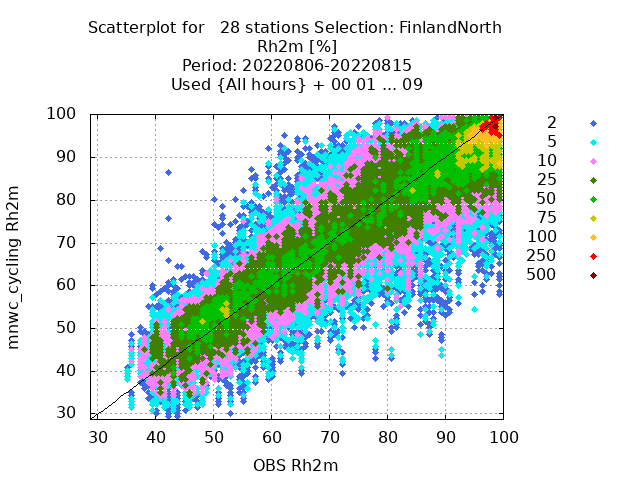 Scatterplot for   28 stations Selection: FinlandNorth
Rh2m [%]
Period: 20220806-20220815
Used {All hours} + 00 01 ... 09
100
90
80
70
60
50
40
30
30 40 50 60 70 80 90 100
mnwc_cycling Rh2m
OBS Rh2m
2
5
10
25
50
75
100
250
500